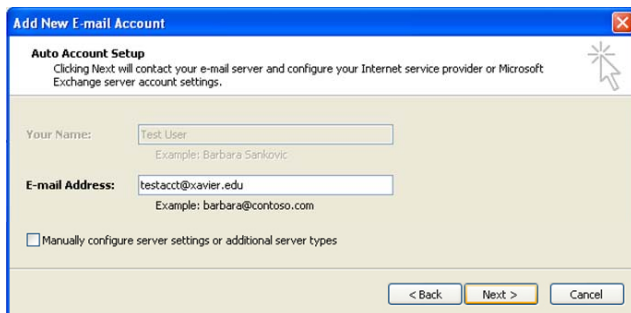 Add New E-mail Account
Auto Account Setup
Clicking Next will contact your e-mail server and configure your Internet service provider or Microsoft
Exchange server account settings.
Your Name: Test User
Example: Barbara Sankovic
E-mail Address: testacct@xavier.edu
Example: barbara@contoso.com
Manually configure server settings or additional server types
< Back Next > Cancel